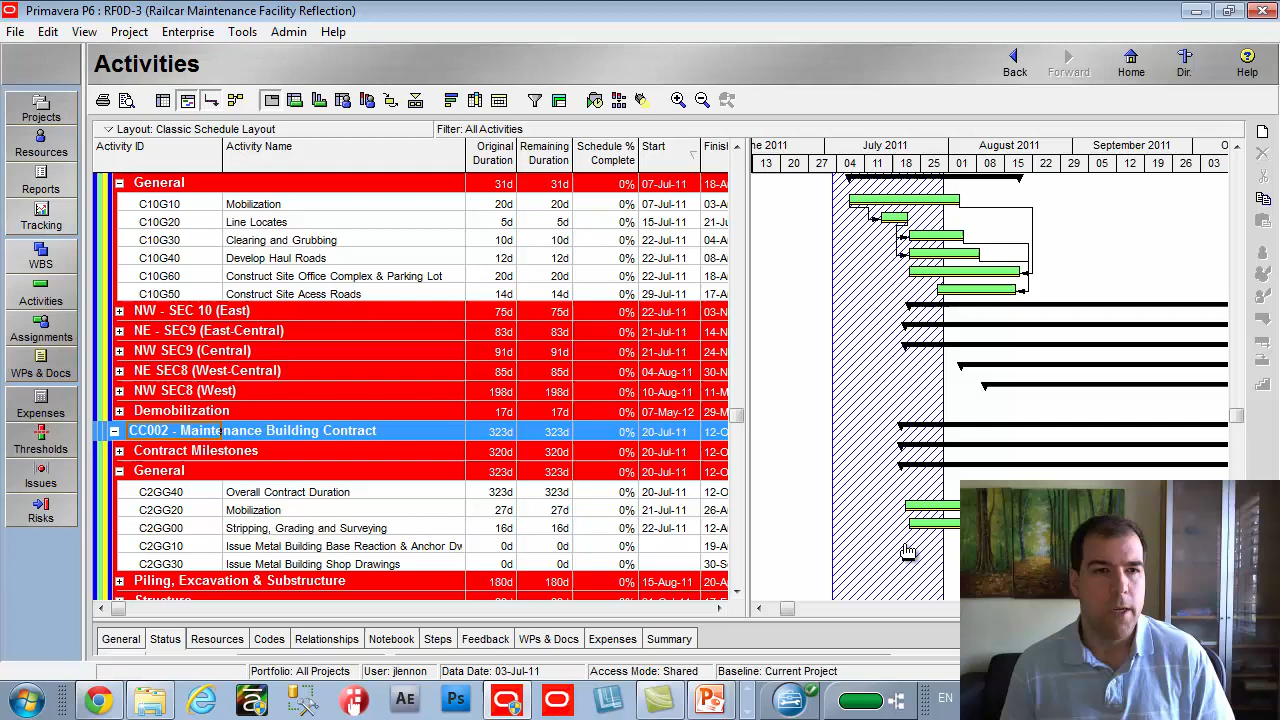 Primavera P6 : RF0D-3 (Railcar Maintenance Facility Reflection)
File Edit View Project Enterprise Tools Admin Help
Activities
Back Forward Home Dir. Help
Layout: Classic Schedule Layout Filter: All Activities
Activity ID Activity Name Original Duration Remaining Duration Schedule % Complete Start Finisl
ne 2011 July 2011 August 2011 September 2011 O
13 20 27 04 11 18 25 01 08 15 22 29 05 12 19 26 03
Projects
Resources
Reports
Tracking
WBS
Activities
Assignments
WPs & Docs
Expenses
Thresholds
Issues
Risks
General 31d 31d 0% 07-Jul-11 18-A
C10G10 Mobilization 20d 20d 0% 07-Jul-11 03-A
C10G20 Line Locates 5d 5d 0% 15-Jul-11 21-J
C10G30 Clearing and Grubbing 10d 10d 0% 22-Jul-11 04-A
C10G40 Develop Haul Roads 12d 12d 0% 22-Jul-11 08-A
C10G60 Construct Site Office Complex & Parking Lot 20d 20d 0% 22-Jul-11 18-A
C10G50 Construct Site Acess Roads 14d 14d 0% 29-Jul-11 17-A
NW - SEC 10 (East) 75d 75d 0% 22-Jul-11 03-N
NE - SEC9 (East-Central) 83d 83d 0% 21-Jul-11 14-N
NW SEC9 (Central) 91d 91d 0% 21-Jul-11 24-N
NE SEC8 (West-Central) 85d 85d 0% 04-Aug-11 30-N
NW SEC8 (West) 198d 198d 0% 10-Aug-11 11-M
Demobilization 17d 17d 0% 07-May-12 29-M
CC002 - Maintenance Building Contract 323d 323d 0% 20-Jul-11 12-O
Contract Milestones 320d 320d 0% 20-Jul-11
General 323d 323d 0% 20-Jul-11 12-O
C2GG40 Overall Contract Duration 323d 323d 0% 20-Jul-11 12-O
C2GG20 Mobilization 27d 27d 0% 20-Jul-11
C2GG00 Stripping, Grading and Surveying 16d 16d 0% 22-Jul-11 12-A
C2GG10 Issue Metal Building Base Reaction & Anchor Dw 0d 0d 0% 19-A
C2GG30 Issue Metal Building Shop Drawings 0d 0d 0% 30-S
Piling, Excavation & Substructure 180d 180d 0% 15-Aug-11 20-A
Structure
General Status Resources Codes Relationships Notebook Steps Feedback WPs & Docs Expenses Summary
Portfolio: All Projects User: jlennon Data Date: 03-Jul-11 Access Mode: Shared Baseline: Current Project
AE Ps EN